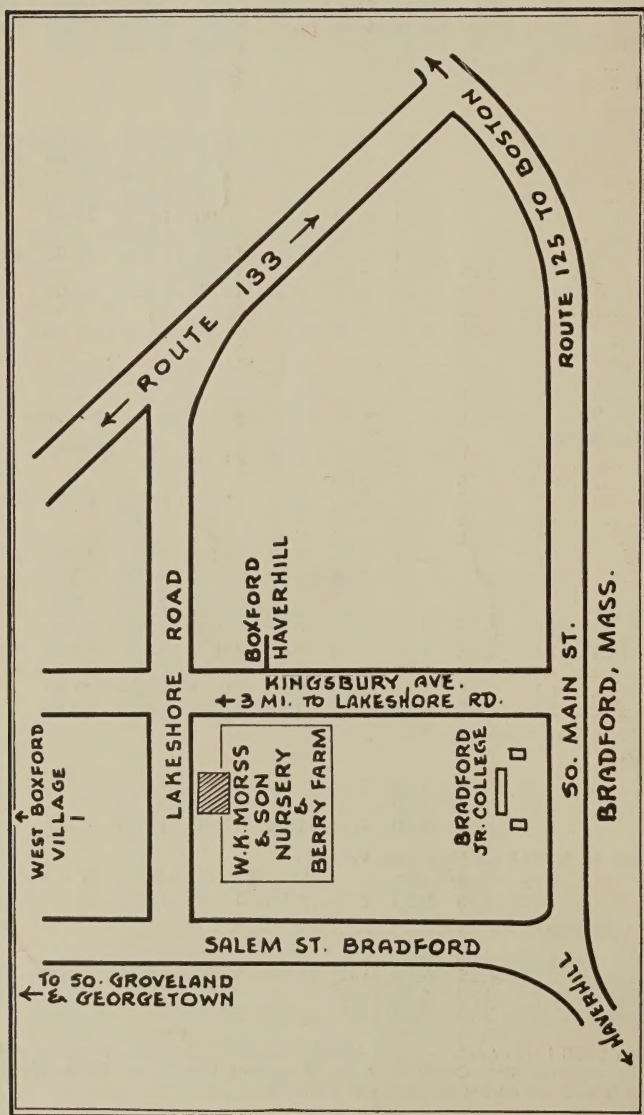 ROUTE 125 TO BOSTON
← ROUTE 133 →
LAKESHORE ROAD
BOXFORD
HAVERHILL
KINGSBURY AVE.
← 3 MI. TO LAKESHORE RD.
SO. MAIN ST.
BRADFORD, MASS.
WEST BOXFORD →
VILLAGE
W.K. MORSS
& SON
NURSERY
&
BERRY FARM
BRADFORD
JR. COLLEGE
SALEM ST. BRADFORD
← TO SO. GROVELAND
& GEORGETOWN
← HAVERHILL